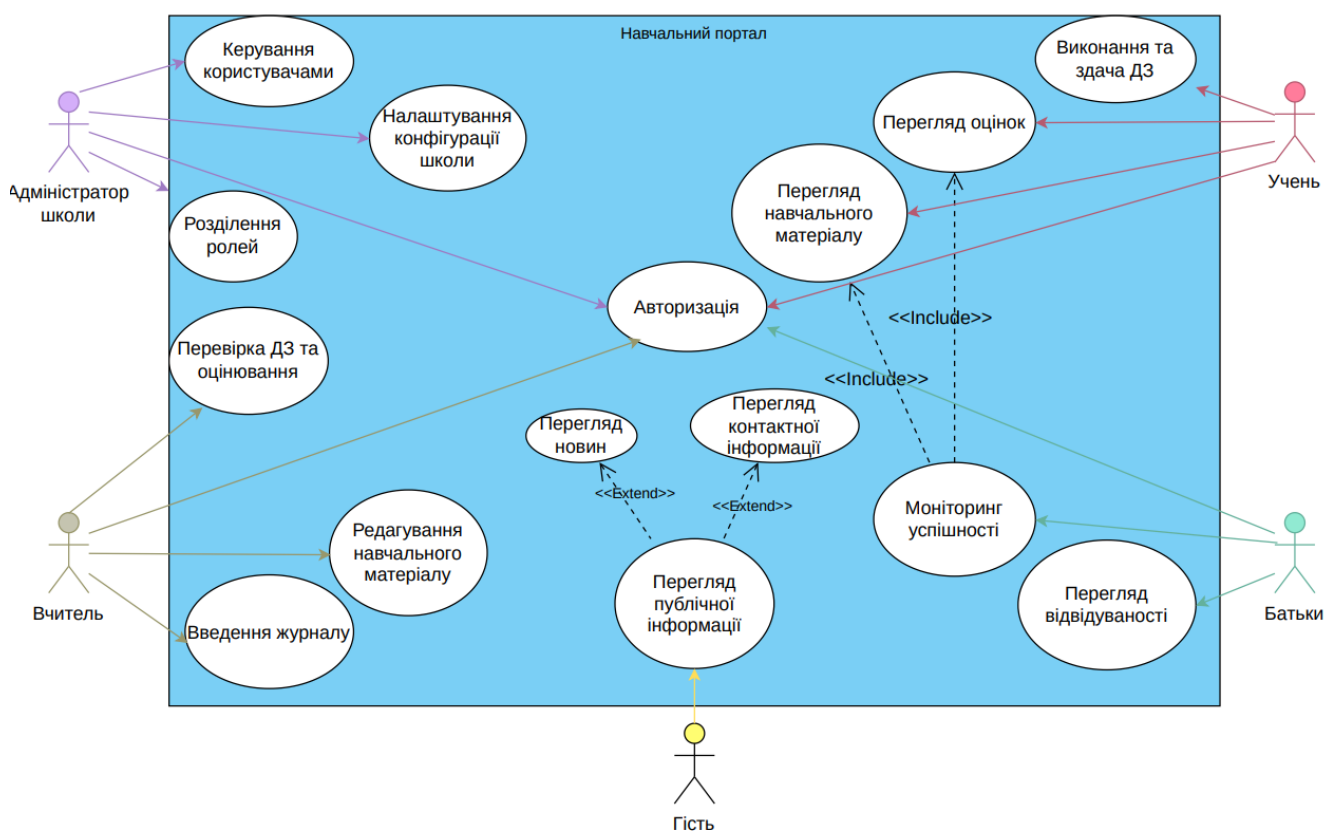 Навчальний портал
Керування
користувачами
Виконання та
здача ДЗ
Налаштування
конфігурації
школи
Перегляд оцінок
Адміністратор
школи
Учень
Перегляд
навчального
матеріалу
Розділення
ролей
Авторизація
<<Include>>
Перевірка ДЗ та
оцінювання
<<Include>>
Перегляд
новин
Перегляд
контактної
інформації
<<Extend>>
<<Extend>>
Моніторинг
успішності
Редагування
навчального
матеріалу
Вчитель
Введення журналу
Перегляд
публічної
інформації
Перегляд
відвідуваності
Батьки
Гість